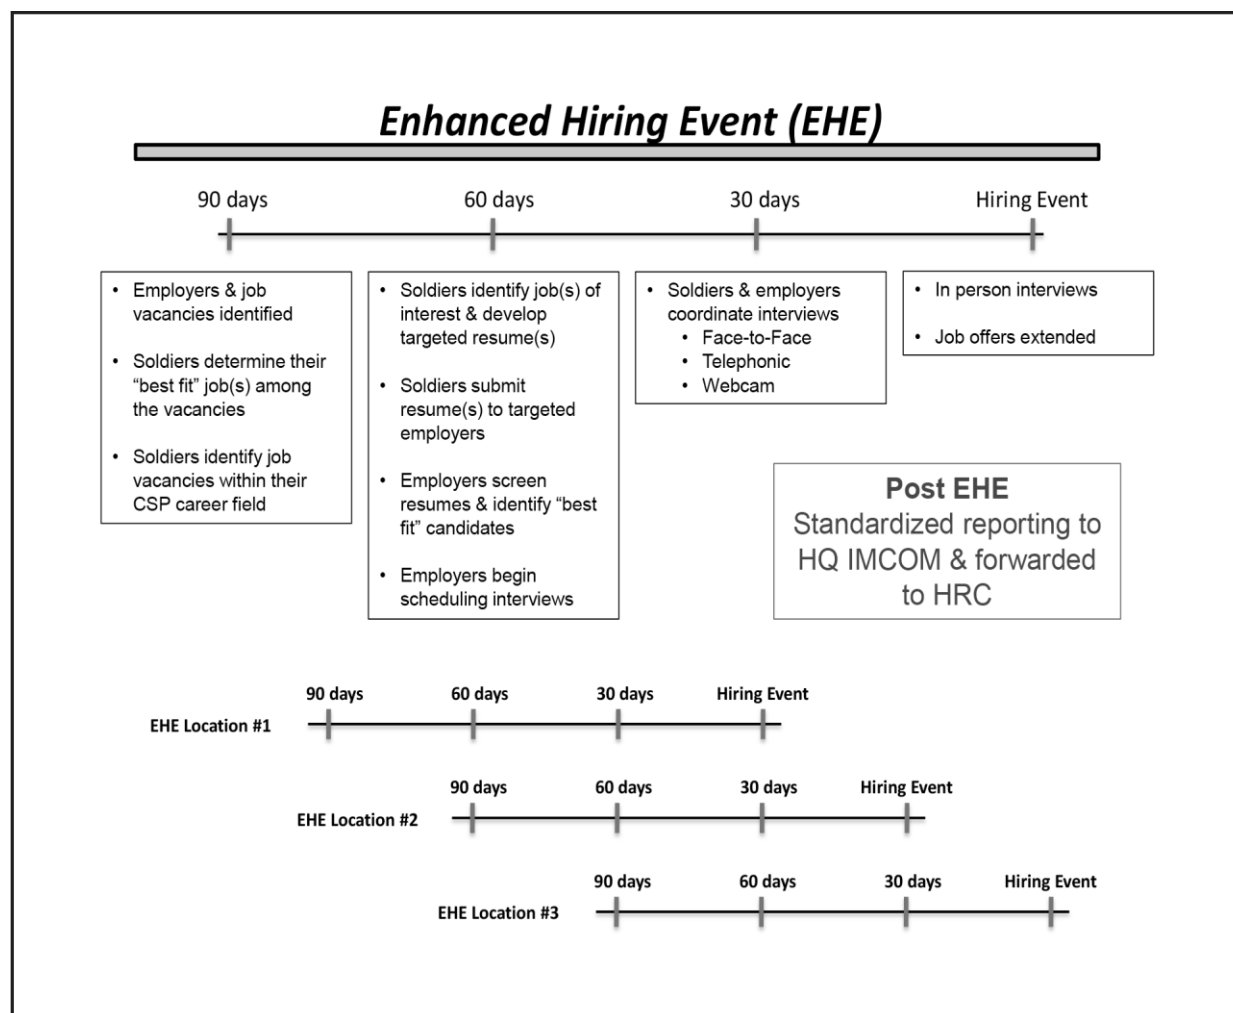 Enhanced Hiring Event (EHE)
90 days
60 days
30 days
Hiring Event
• Employers & job
vacancies identified
• Soldiers determine their
“best fit” job(s) among
the vacancies
• Soldiers identify job
vacancies within their
CSP career field
• Soldiers identify job(s) of
interest & develop
targeted resume(s)
• Soldiers submit
resume(s) to targeted
employers
• Employers screen
resumes & identify “best
fit” candidates
• Employers begin
scheduling interviews
• Soldiers & employers
coordinate interviews
• Face-to-Face
• Telephonic
• Webcam
• In person interviews
• Job offers extended
Post EHE
Standardized reporting to
HQ IMCOM & forwarded
to HRC
90 days
60 days
30 days
Hiring Event
EHE Location #1
90 days
60 days
30 days
Hiring Event
EHE Location #2
90 days
60 days
30 days
Hiring Event
EHE Location #3